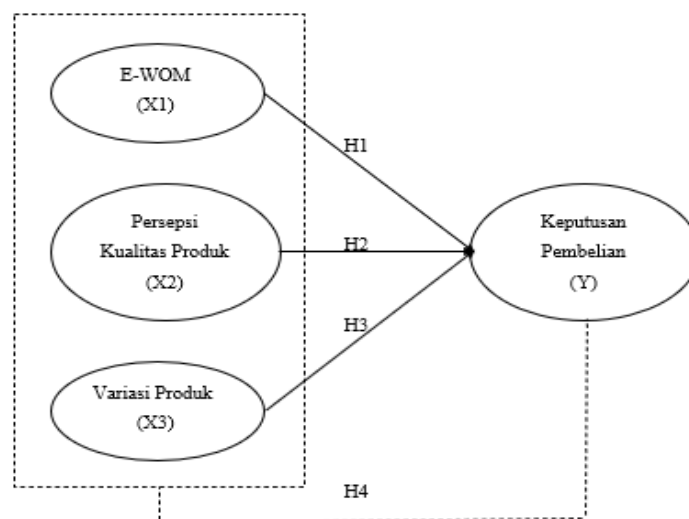 E-WOM
(X1)
H1
Persepsi
Kualitas Produk
(X2)
H2
Keputusan
Pembelian
(Y)
H3
Variasi Produk
(X3)
H4